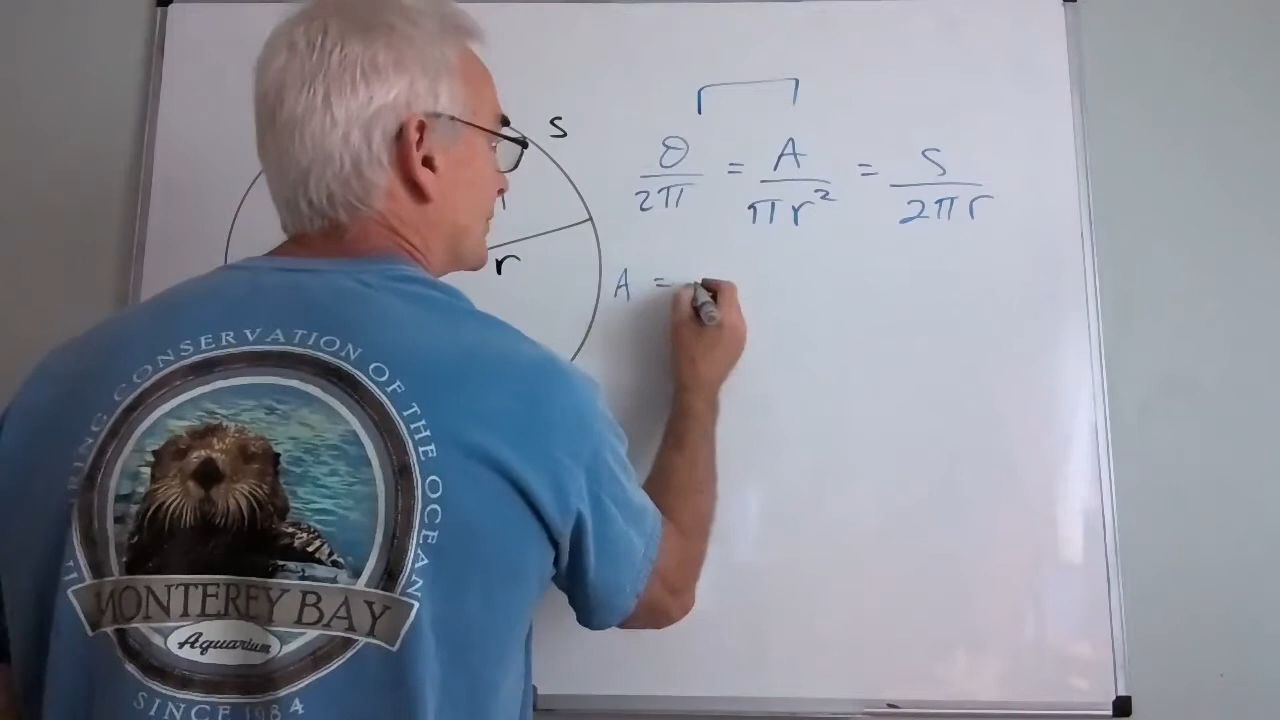 s
θ/2π = A/πr² = s/2πr
r
A =
CONSERVATION OF THE OCEAN
MONTEREY BAY
Aquarium
SINCE 1984